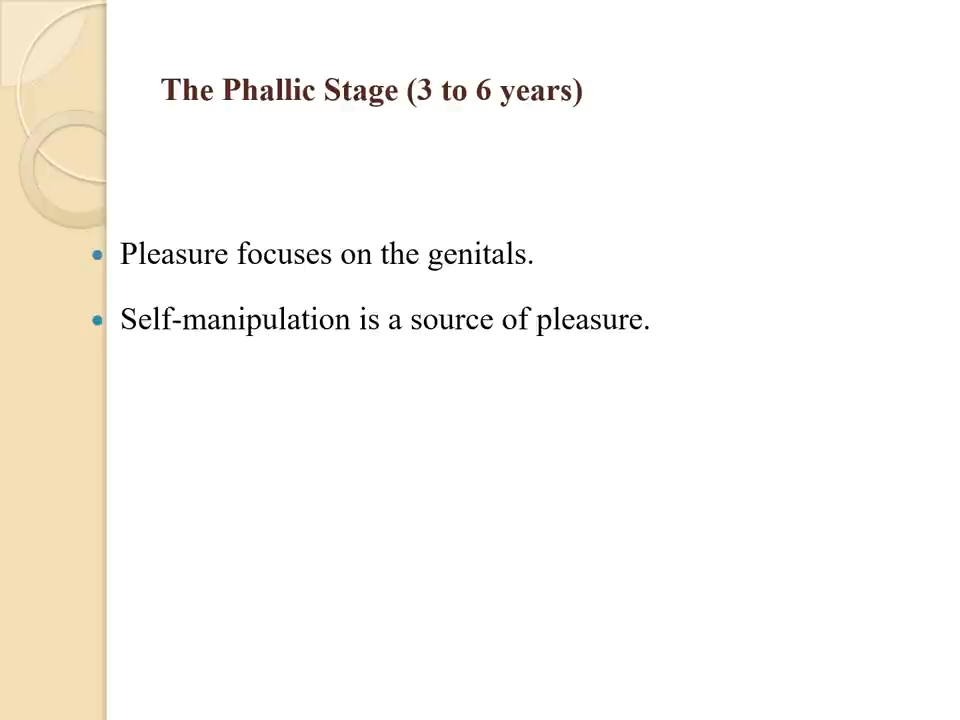 The Phallic Stage (3 to 6 years)
Pleasure focuses on the genitals.
Self-manipulation is a source of pleasure.